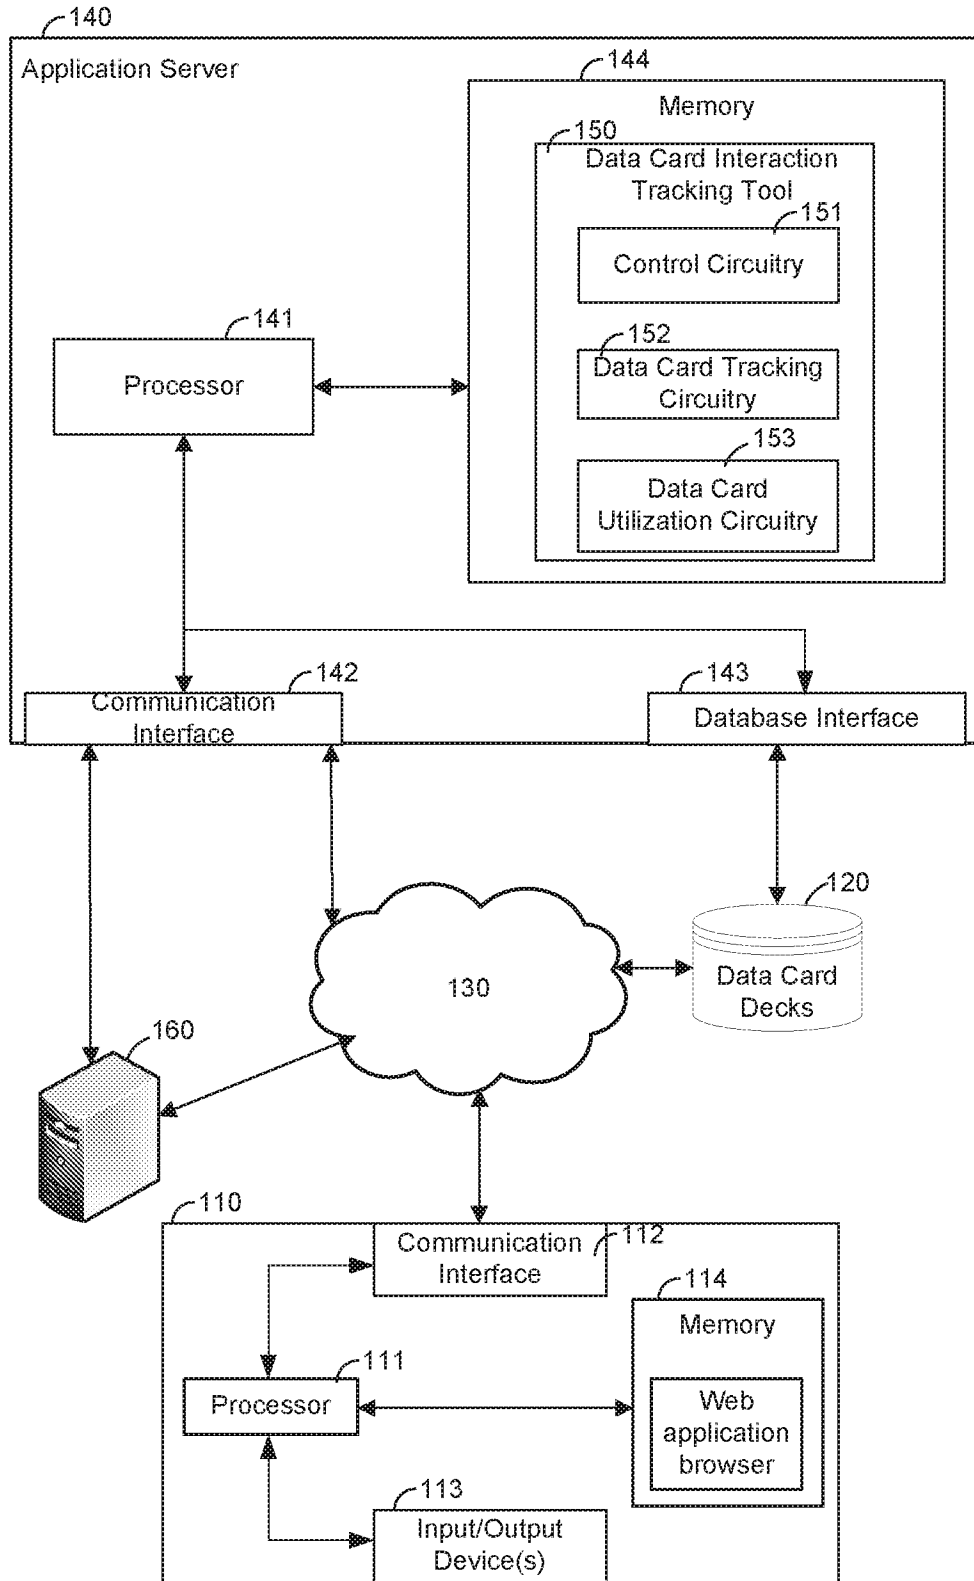 140
Application Server
144
Memory
150
Data Card Interaction
Tracking Tool
151
Control Circuitry
141
Processor
152
Data Card Tracking
Circuitry
153
Data Card
Utilization Circuitry
142
Communication
Interface
143
Database Interface
120
Data Card
Decks
130
160
110
Communication
Interface
112
114
Memory
111
Processor
Web
application
browser
113
Input/Output
Device(s)